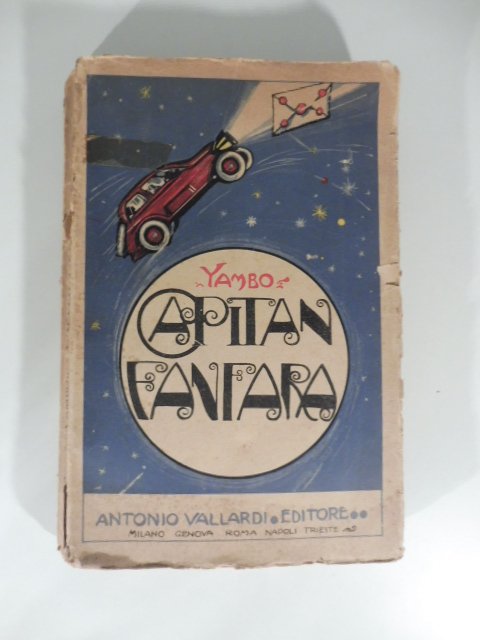 YAMBO
CAPITAN
FANFARA
ANTONIO VALLARDI • EDITORE • •
MILANO GENOVA ROMA NAPOLI TRIESTE